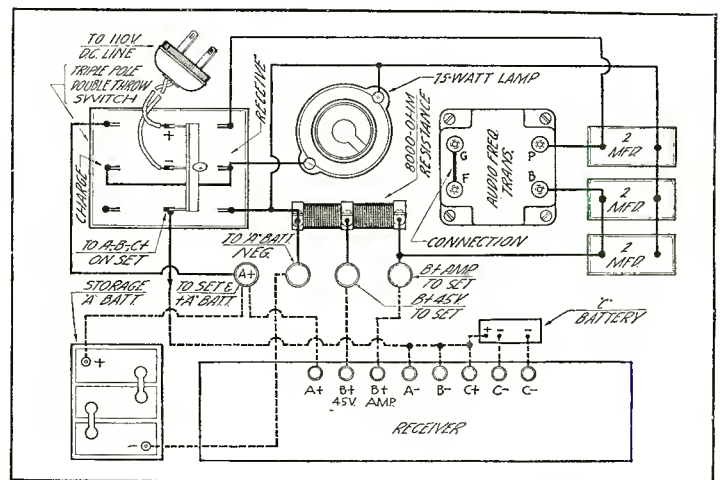 TO 110V
D.C. LINE
TRIPLE POLE
DOUBLE THROW
SWITCH
RECEIVE
75-WATT LAMP
+
-
CHARGE
8000-OHM
RESISTANCE
G
F
P
B
AUDIO FREQ.
TRANS.
CONNECTION
2
MFD.
2
MFD.
2
MFD.
TO A-B-C+
ON SET
TO "A" BATT.
NEG.
B+ AMP
TO SET
B+ 45V
TO SET
A+
TO SET &
+"A" BATT.
STORAGE
"A" BATT.
"C"
BATTERY
+ - -
+
-
A+
B+
45V.
B+
AMP.
A-
B-
C+
C-
C-
RECEIVER